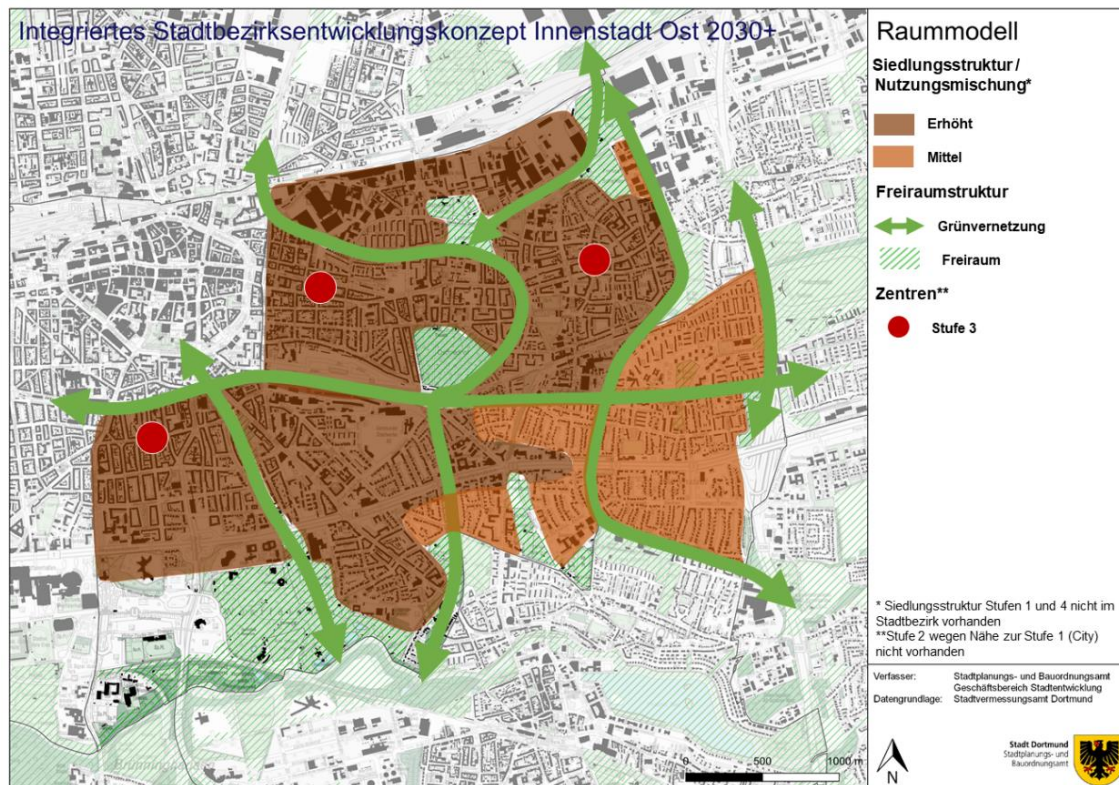 Integriertes Stadtbezirksentwicklungskonzept Innenstadt Ost 2030+
Raummodell
Siedlungsstruktur /
Nutzungsmischung*
Erhöht
Mittel
Freiraumstruktur
Grünvernetzung
Freiraum
Zentren**
Stufe 3
* Siedlungsstruktur Stufen 1 und 4 nicht im
Stadtbezirk vorhanden
**Stufe 2 wegen Nähe zur Stufe 1 (City)
nicht vorhanden
Verfasser: Stadtplanungs- und Bauordnungsamt
Geschäftsbereich Stadtentwicklung
Datengrundlage: Stadtvermessungsamt Dortmund
N
Stadt Dortmund
Stadtplanungs- und
Bauordnungsamt
0 500 1000 m